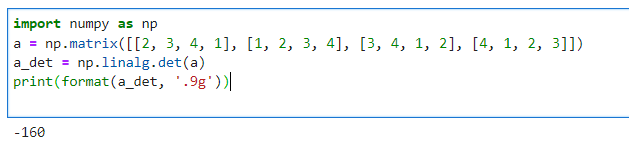 import numpy as np
a = np.matrix([[2, 3, 4, 1], [1, 2, 3, 4], [3, 4, 1, 2], [4, 1, 2, 3]])
a_det = np.linalg.det(a)
print(format(a_det, '.9g'))
-160